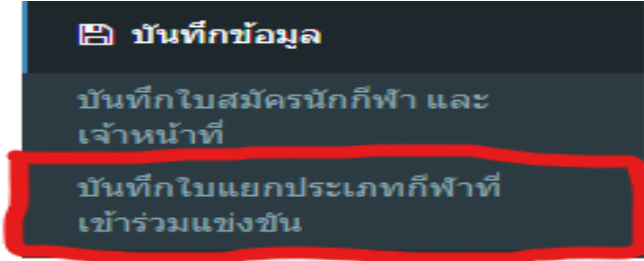 บันทึกข้อมูล
บันทึกใบสมัครนักกีฬา และ
เจ้าหน้าที่
บันทึกใบแยกประเภทกีฬาที่
เข้าร่วมแข่งขัน